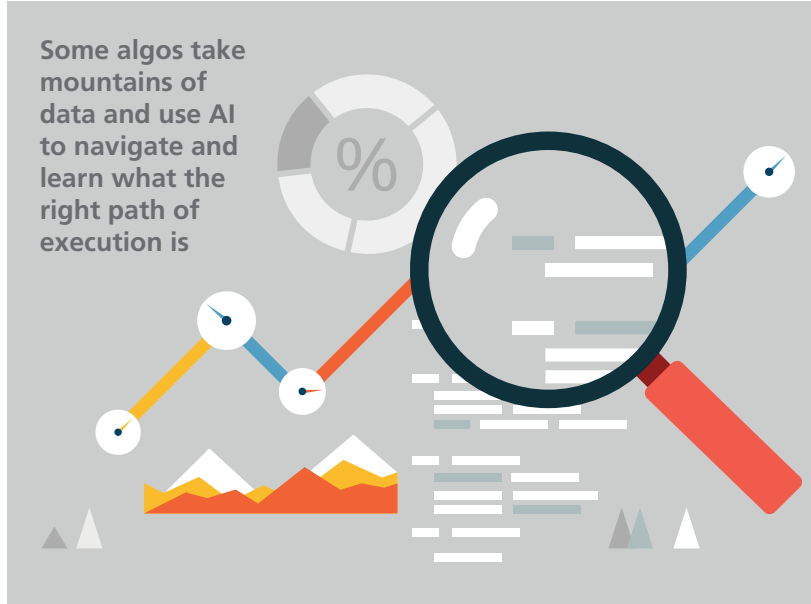 Some algos take
mountains of
data and use AI
to navigate and
learn what the
right path of
execution is
%